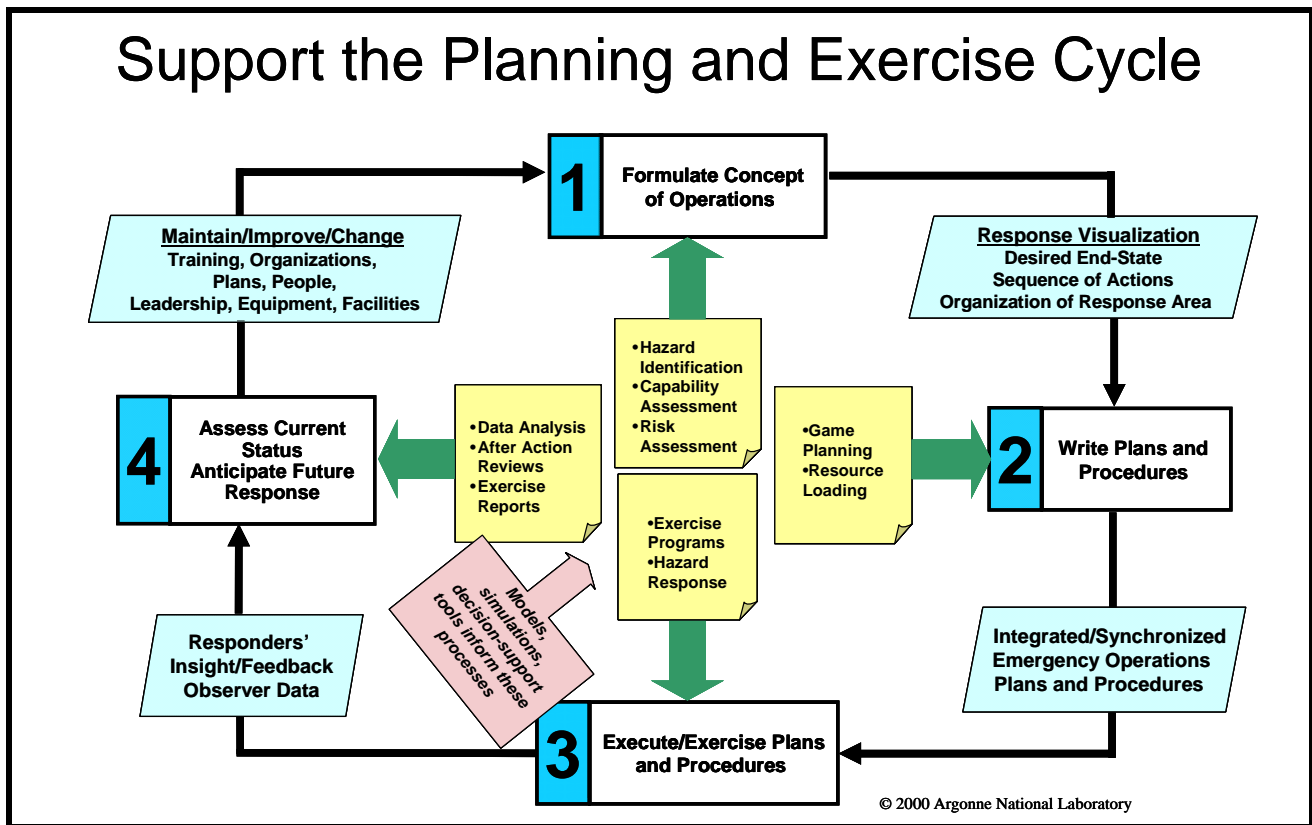 Support the Planning and Exercise Cycle
1
Formulate Concept
of Operations
Maintain/Improve/Change
Training, Organizations,
Plans, People,
Leadership, Equipment, Facilities
Response Visualization
Desired End-State
Sequence of Actions
Organization of Response Area
•Hazard
Identification
•Capability
Assessment
•Risk
Assessment
4
Assess Current
Status
Anticipate Future
Response
•Data Analysis
•After Action
Reviews
•Exercise
Reports
•Game
Planning
•Resource
Loading
2
Write Plans and
Procedures
•Exercise
Programs
•Hazard
Response
Models,
simulations,
decision-support
tools inform these
processes
Responders'
Insight/Feedback
Observer Data
Integrated/Synchronized
Emergency Operations
Plans and Procedures
3
Execute/Exercise Plans
and Procedures
© 2000 Argonne National Laboratory